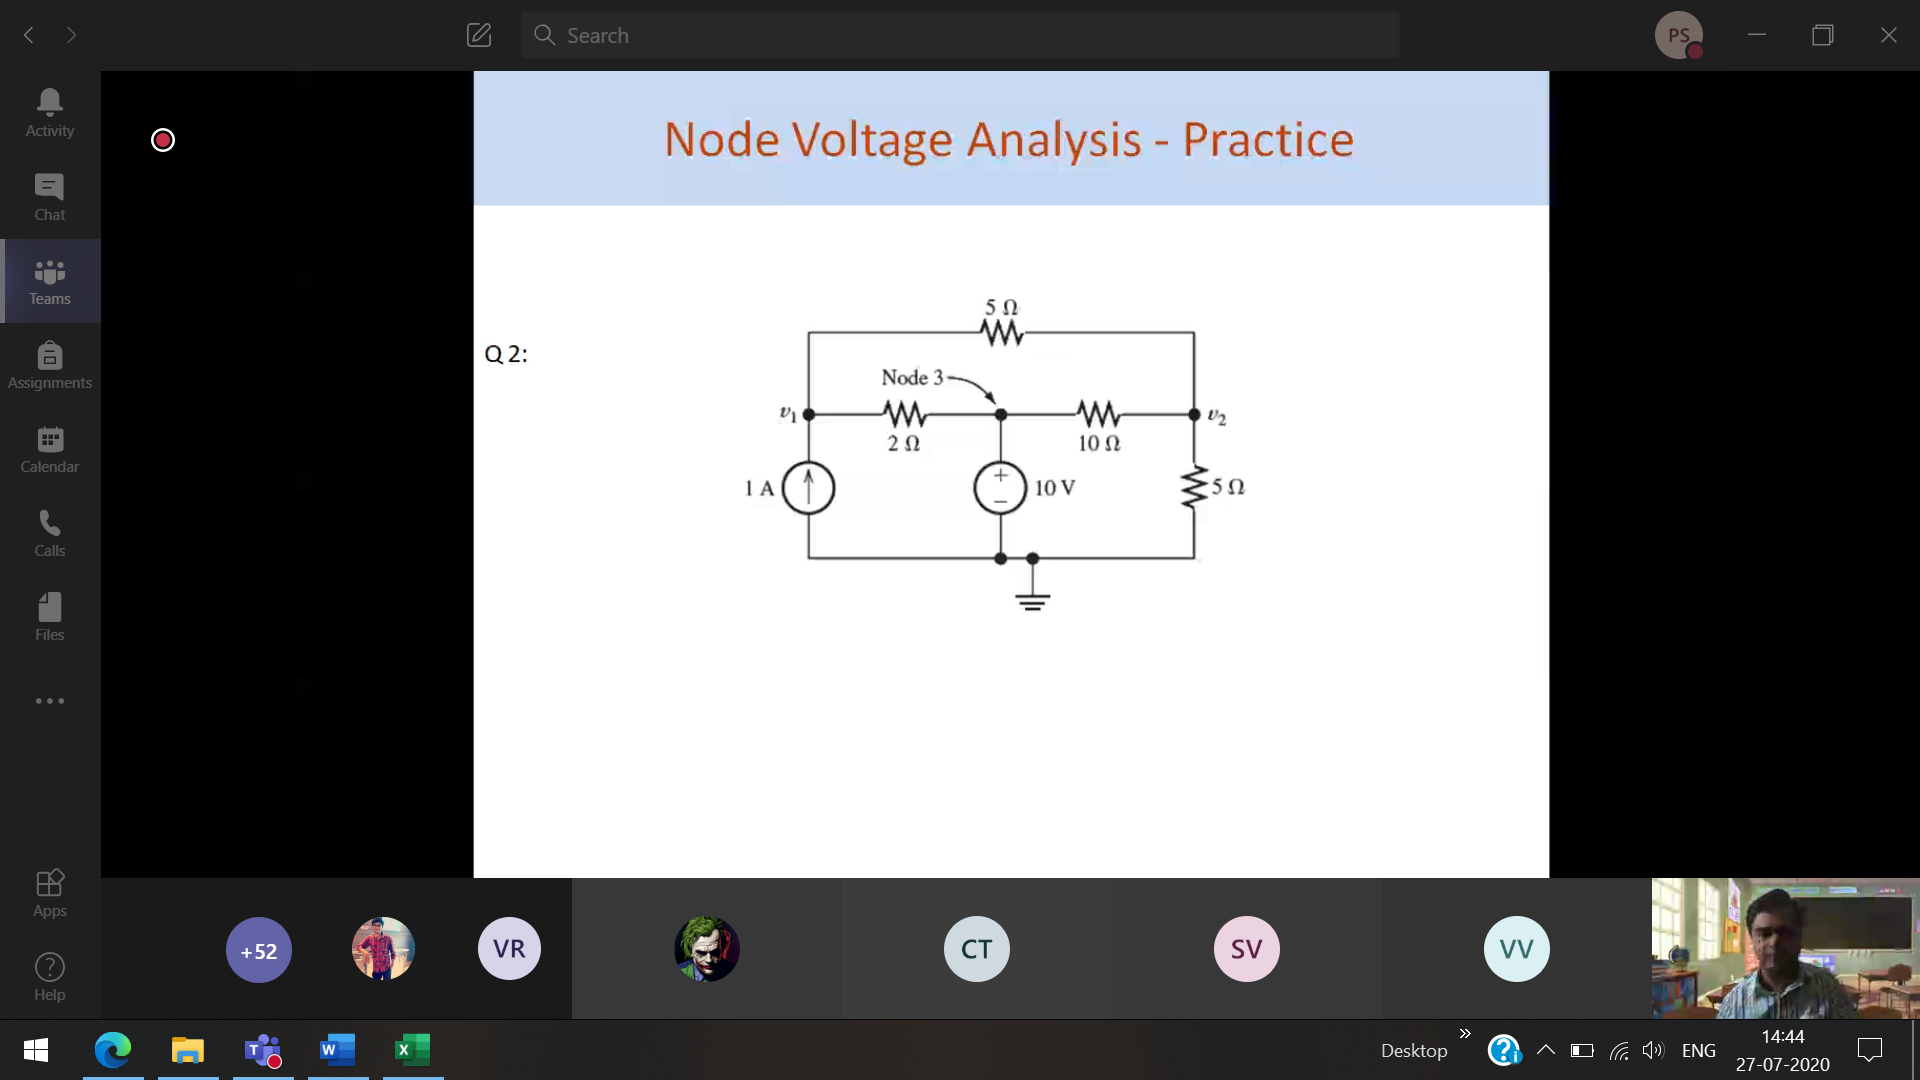 Search
PS
Activity
Chat
Teams
Assignments
Calendar
Calls
Files
Apps
Help
Node Voltage Analysis - Practice
Q 2:
5 Ω
Node 3
v₁
v₂
2 Ω
10 Ω
1 A
+
−
10 V
5 Ω
+52
VR
CT
SV
VV
T
W
X
Desktop
»
?
i
ENG
14:44
27-07-2020